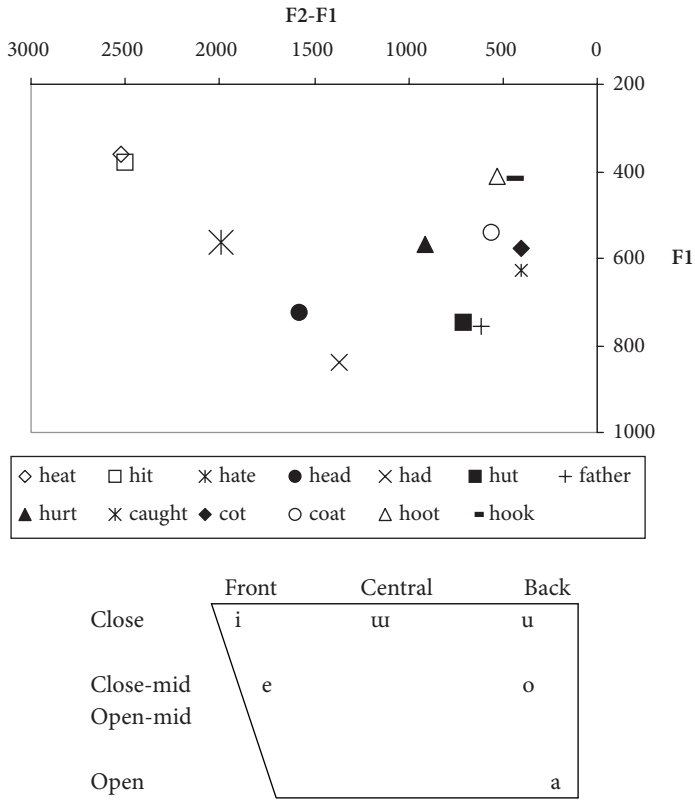 F2-F1
3000 2500 2000 1500 1000 500 0
200
400
600
F1
800
1000
heat hit hate head had hut father
hurt caught cot coat hoot hook
Front Central Back
Close i ɯ u
Close-mid e o
Open-mid
Open a